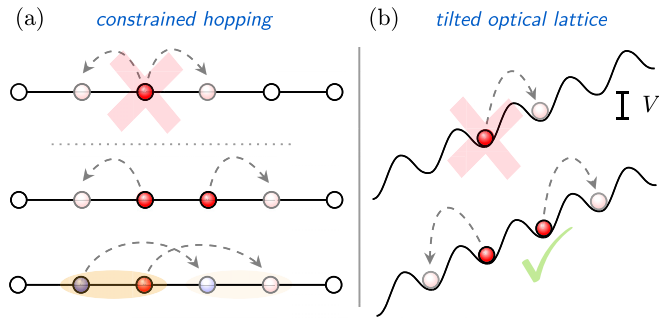 (a) constrained hopping
(b) tilted optical lattice
V